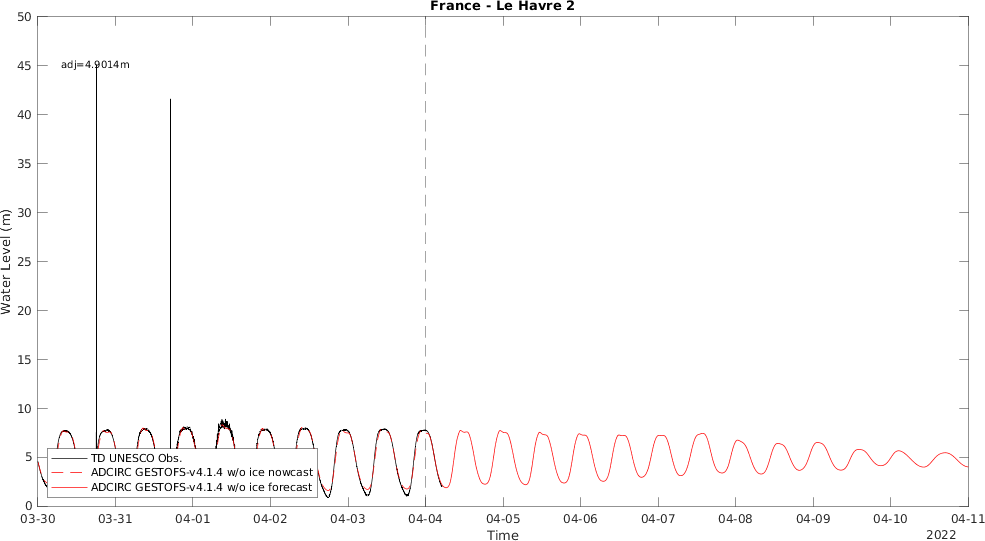 France - Le Havre 2
50
45
40
35
30
25
20
15
10
5
0
Water Level (m)
adj=4.9014m
TD UNESCO Obs.
ADCIRC GESTOFS-v4.1.4 w/o ice nowcast
ADCIRC GESTOFS-v4.1.4 w/o ice forecast
03-30 03-31 04-01 04-02 04-03 04-04 04-05 04-06 04-07 04-08 04-09 04-10 04-11
Time
2022